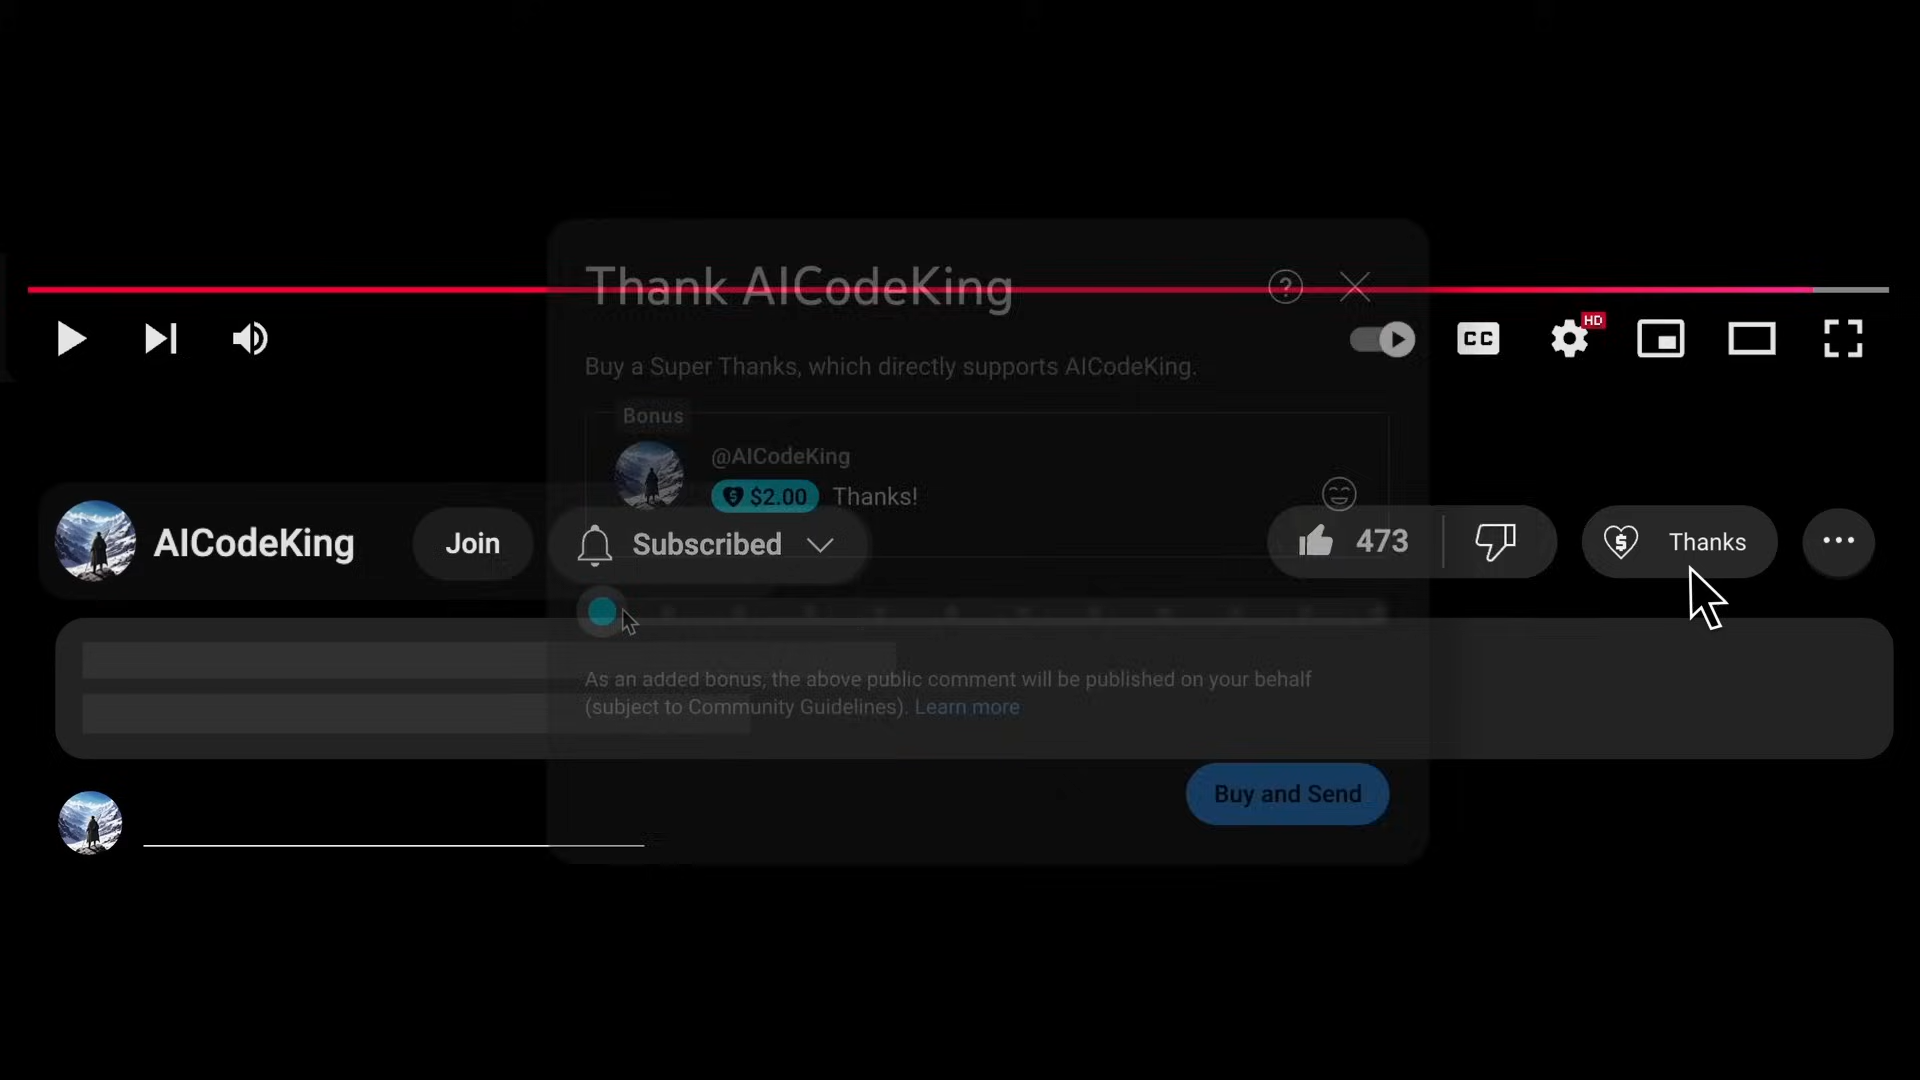 Thank AICodeKing
?
HD
CC
Buy a Super Thanks, which directly supports AICodeKing.
Bonus
@AICodeKing
$2.00 Thanks!
AICodeKing
Join
Subscribed
473
$ Thanks
As an added bonus, the above public comment will be published on your behalf
(subject to Community Guidelines). Learn more
Buy and Send